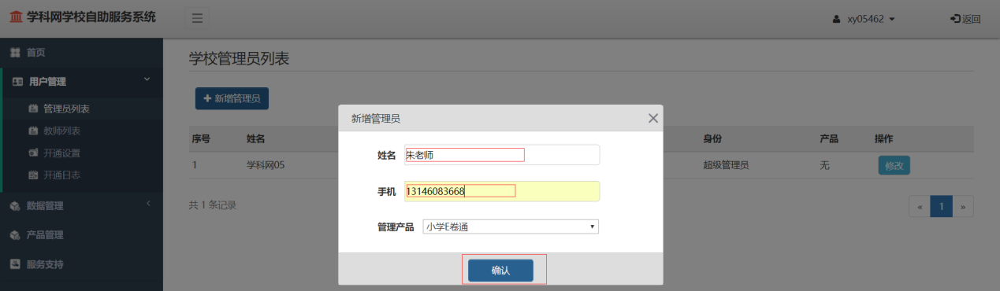 学科网学校自助服务系统
xy05462
返回
首页
用户管理
管理员列表
教师列表
开通设置
开通日志
数据管理
产品管理
服务支持
学校管理员列表
新增管理员
序号 姓名 身份 产品 操作
1 学科网05 超级管理员 无 修改
共 1 条记录
« 1 »
新增管理员
姓名 朱老师
手机 13146083668
管理产品 小学E卷通
确认